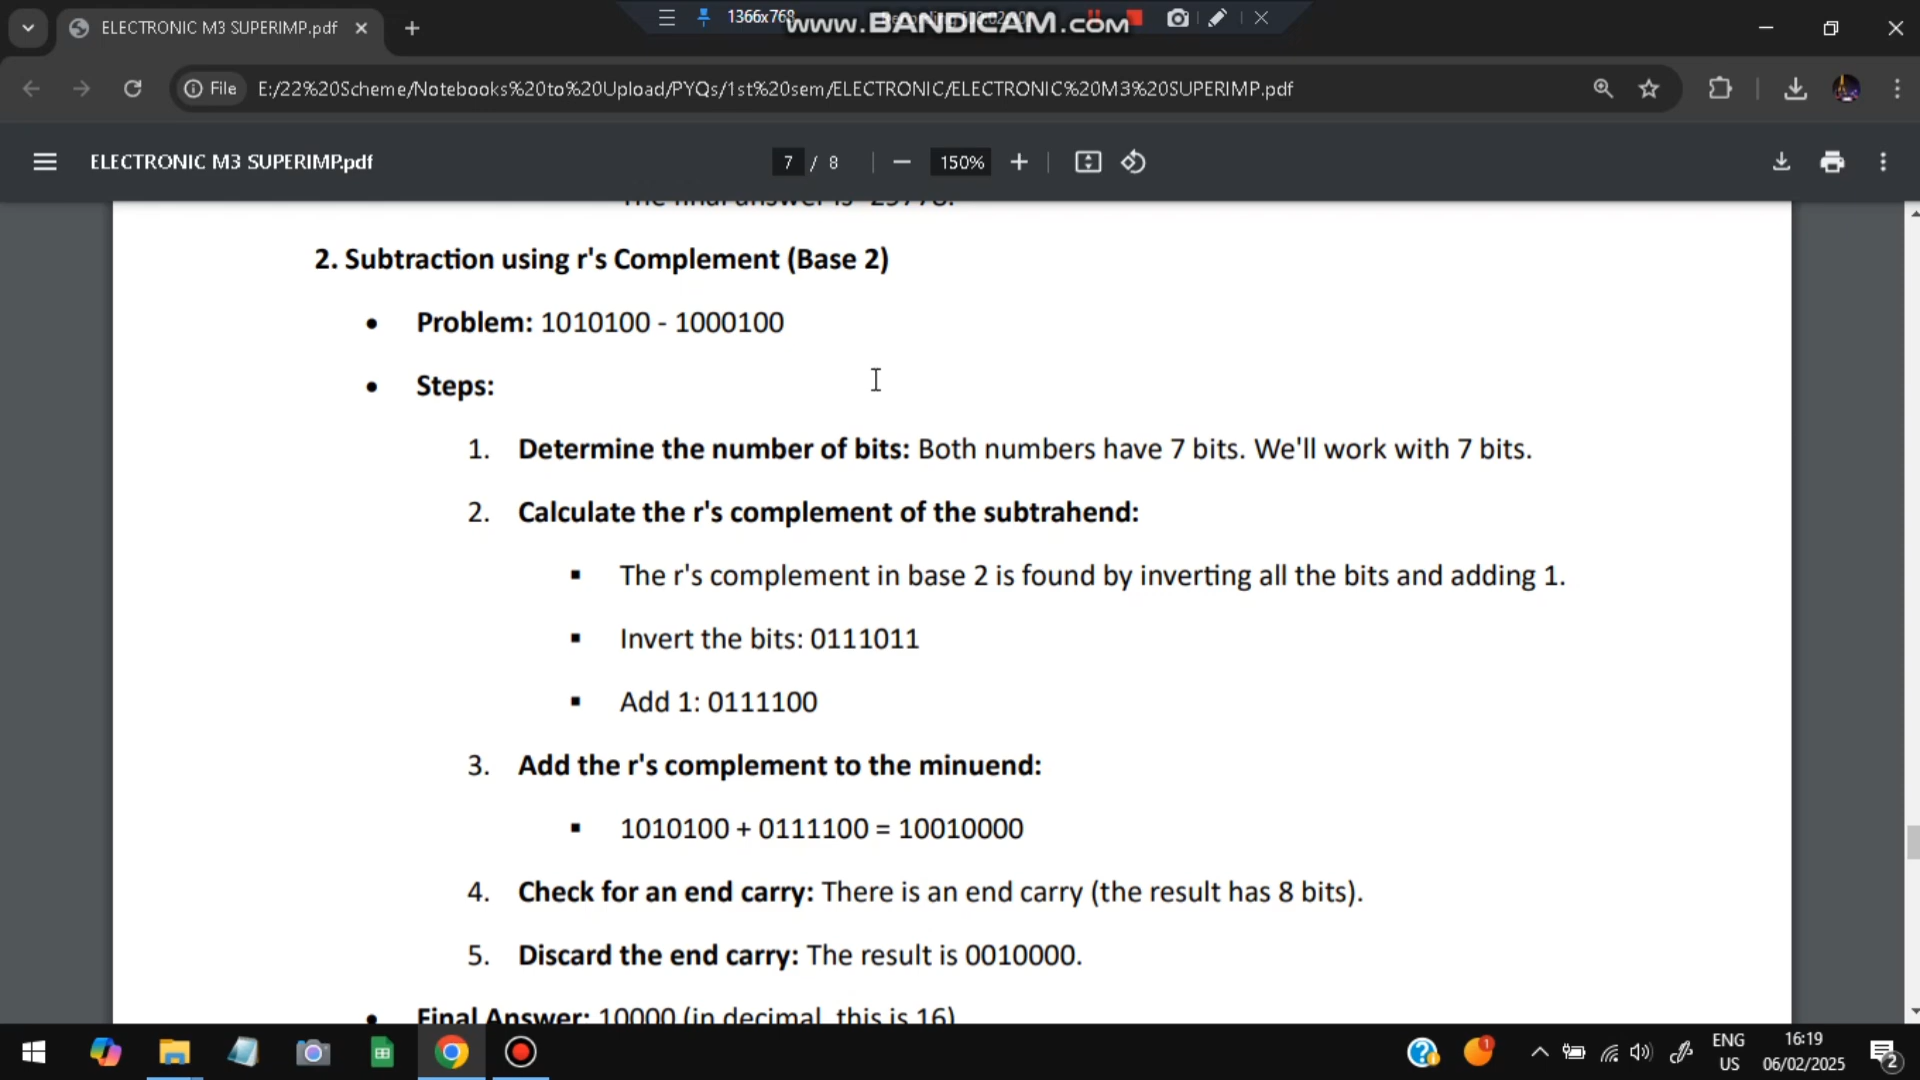 ELECTRONIC M3 SUPERIMP.pdf
1366x768
www.BANDICAM.com
File
E:/22%20Scheme/Notebooks%20to%20Upload/PYQs/1st%20sem/ELECTRONIC/ELECTRONIC%20M3%20SUPERIMP.pdf
ELECTRONIC M3 SUPERIMP.pdf
7 / 8
150%
The final answer is -25778.
2. Subtraction using r's Complement (Base 2)
• Problem: 1010100 - 1000100
• Steps:
1. Determine the number of bits: Both numbers have 7 bits. We'll work with 7 bits.
2. Calculate the r's complement of the subtrahend:
▪ The r's complement in base 2 is found by inverting all the bits and adding 1.
▪ Invert the bits: 0111011
▪ Add 1: 0111100
3. Add the r's complement to the minuend:
▪ 1010100 + 0111100 = 10010000
4. Check for an end carry: There is an end carry (the result has 8 bits).
5. Discard the end carry: The result is 0010000.
• Final Answer: 10000 (in decimal, this is 16)
1
ENG
US
16:19
06/02/2025
2